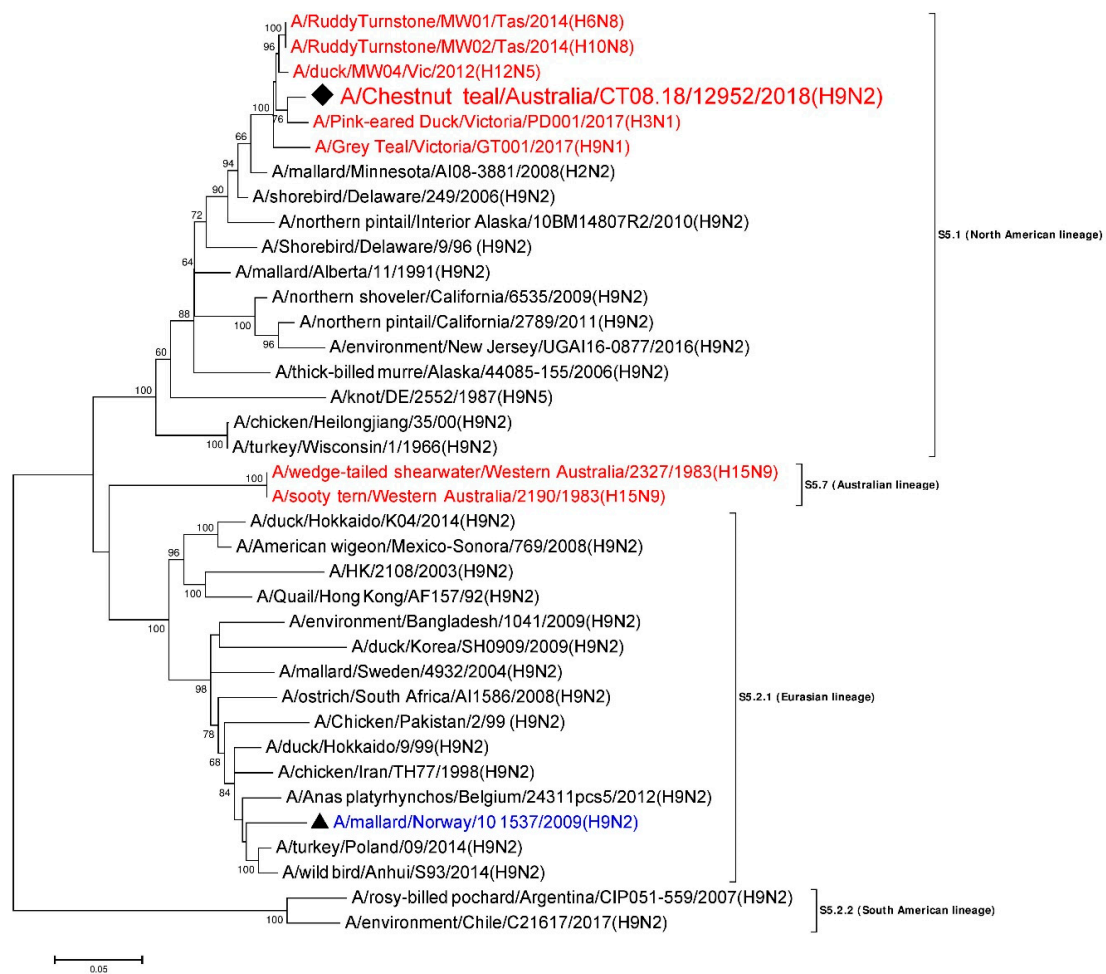 100
A/RuddyTurnstone/MW01/Tas/2014(H6N8)
96
A/RuddyTurnstone/MW02/Tas/2014(H10N8)
A/duck/MW04/Vic/2012(H12N5)
A/Chestnut teal/Australia/CT08.18/12952/2018(H9N2)
100
76
A/Pink-eared Duck/Victoria/PD001/2017(H3N1)
66
A/Grey Teal/Victoria/GT001/2017(H9N1)
94
A/mallard/Minnesota/AI08-3881/2008(H2N2)
90
A/shorebird/Delaware/249/2006(H9N2)
72
A/northern pintail/Interior Alaska/10BM14807R2/2010(H9N2)
S5.1 (North American lineage)
A/Shorebird/Delaware/9/96 (H9N2)
64
A/mallard/Alberta/11/1991(H9N2)
A/northern shoveler/California/6535/2009(H9N2)
88
100
A/northern pintail/California/2789/2011(H9N2)
96
A/environment/New Jersey/UGAI16-0877/2016(H9N2)
60
A/thick-billed murre/Alaska/44085-155/2006(H9N2)
100
A/knot/DE/2552/1987(H9N5)
A/chicken/Heilongjiang/35/00(H9N2)
100
A/turkey/Wisconsin/1/1966(H9N2)
A/wedge-tailed shearwater/Western Australia/2327/1983(H15N9)
100
S5.7 (Australian lineage)
A/sooty tern/Western Australia/2190/1983(H15N9)
A/duck/Hokkaido/K04/2014(H9N2)
100
A/American wigeon/Mexico-Sonora/769/2008(H9N2)
96
A/HK/2108/2003(H9N2)
100
A/Quail/Hong Kong/AF157/92(H9N2)
100
A/environment/Bangladesh/1041/2009(H9N2)
A/duck/Korea/SH0909/2009(H9N2)
A/mallard/Sweden/4932/2004(H9N2)
98
A/ostrich/South Africa/AI1586/2008(H9N2)
S5.2.1 (Eurasian lineage)
A/Chicken/Pakistan/2/99 (H9N2)
78
A/duck/Hokkaido/9/99(H9N2)
68
A/chicken/Iran/TH77/1998(H9N2)
84
A/Anas platyrhynchos/Belgium/24311pcs5/2012(H9N2)
A/mallard/Norway/10 1537/2009(H9N2)
A/turkey/Poland/09/2014(H9N2)
100
A/wild bird/Anhui/S93/2014(H9N2)
A/rosy-billed pochard/Argentina/CIP051-559/2007(H9N2)
100
S5.2.2 (South American lineage)
A/environment/Chile/C21617/2017(H9N2)
0.05